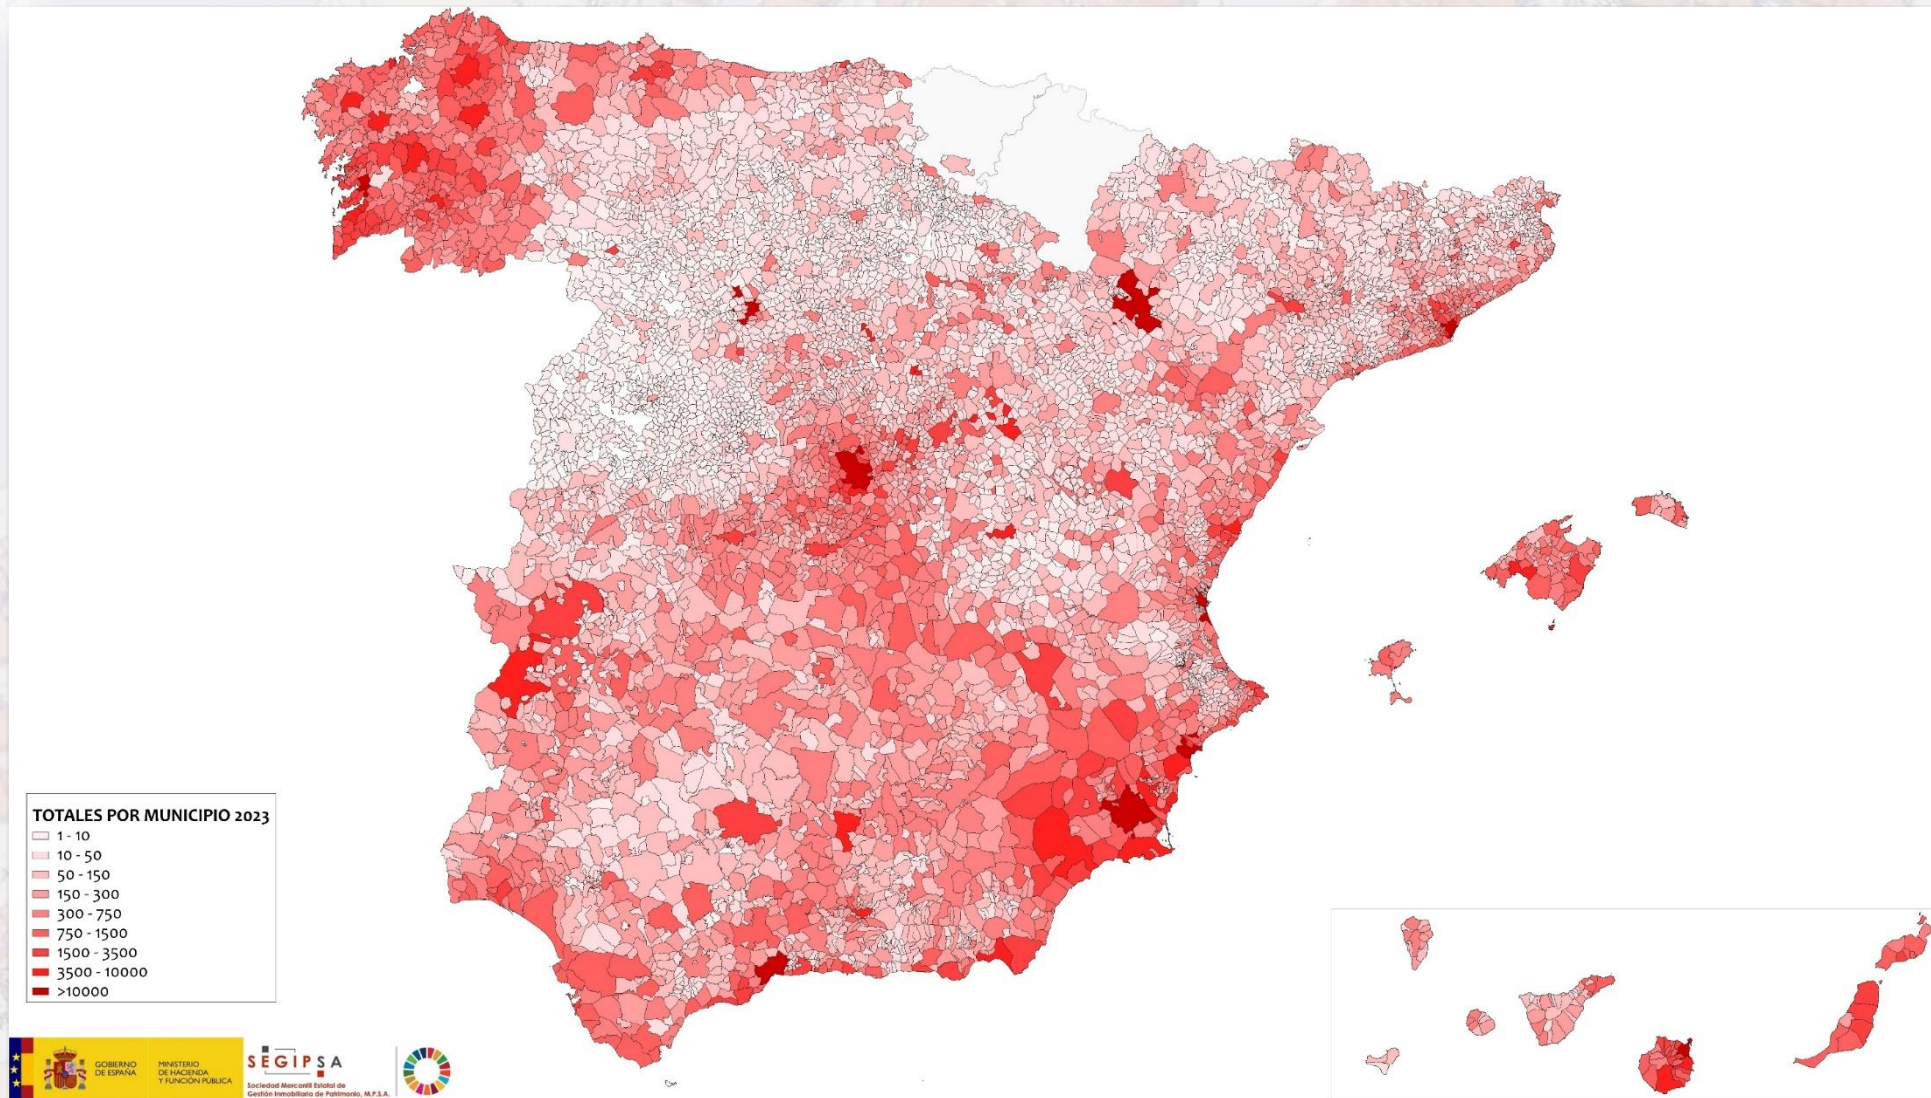 TOTALES POR MUNICIPIO 2023
1 - 10
10 - 50
50 - 150
150 - 300
300 - 750
750 - 1500
1500 - 3500
3500 - 10000
>10000
GOBIERNO
DE ESPAÑA
MINISTERIO
DE HACIENDA
Y FUNCIÓN PÚBLICA
SEGIPSA
Sociedad Mercantil Estatal de
Gestión Inmobiliaria de Patrimonio, M.P.S.A.